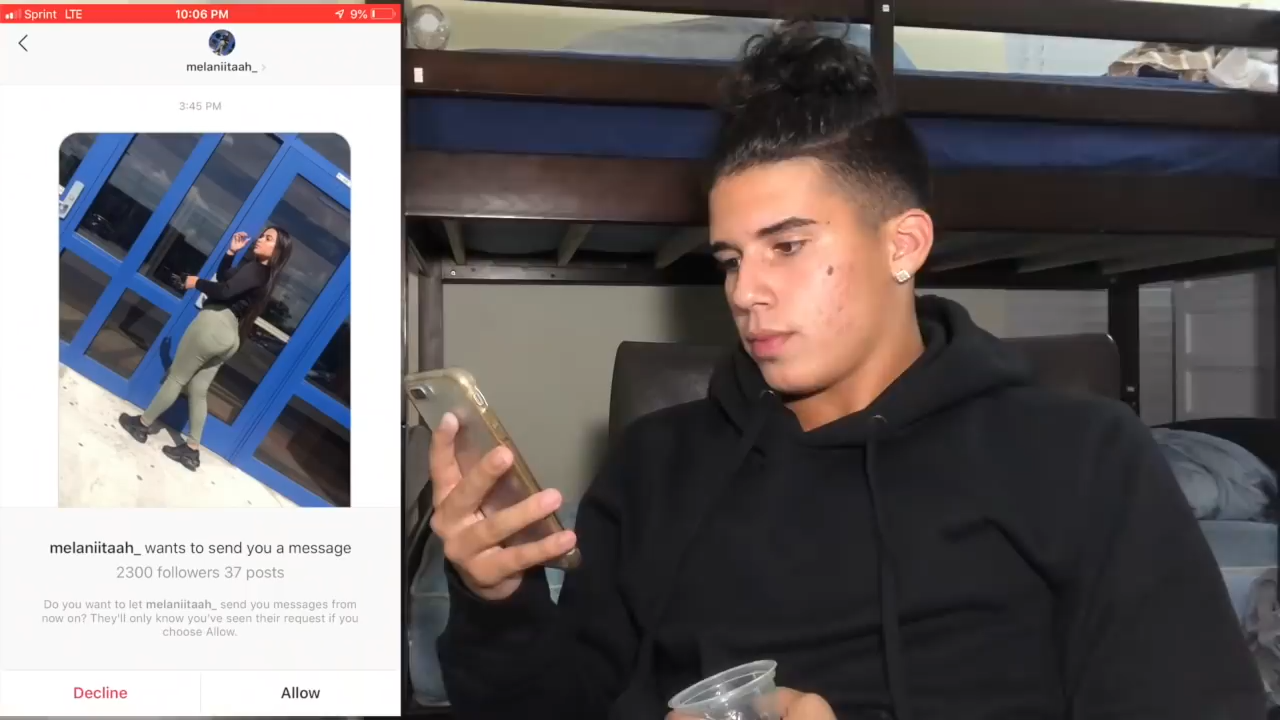 Sprint LTE 10:06 PM 9%
melaniitaah_
3:45 PM
melaniitaah_ wants to send you a message
2300 followers 37 posts
Do you want to let melaniitaah_ send you messages from
now on? They'll only know you've seen their request if you
choose Allow.
Decline Allow